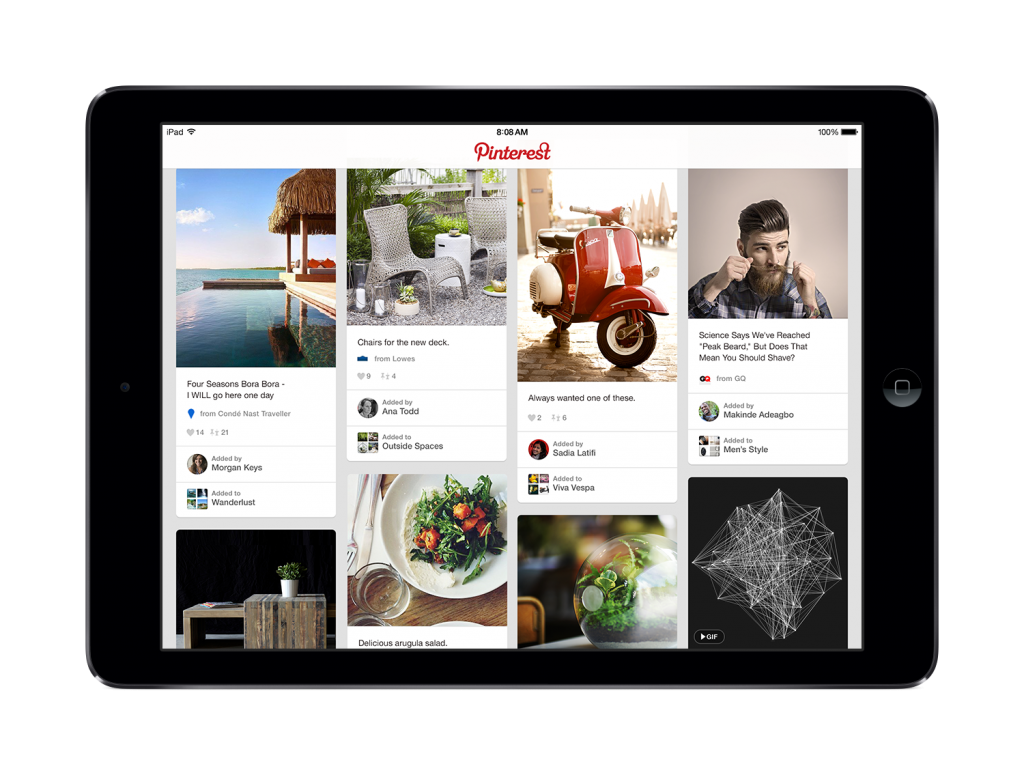 iPad
8:08 AM
100%
Pinterest
Four Seasons Bora Bora -
I WILL go here one day
from Condé Nast Traveller
14 21
Added by
Morgan Keys
Added to
Wanderlust
Chairs for the new deck.
from Lowes
9 4
Added by
Ana Todd
Added to
Outside Spaces
Delicious arugula salad.
Vespa
Always wanted one of these.
2 6
Added by
Sadia Latifi
Added to
Viva Vespa
Science Says We've Reached
"Peak Beard," But Does That
Mean You Should Shave?
GQ from GQ
Added by
Makinde Adeagbo
Added to
Men's Style
GIF